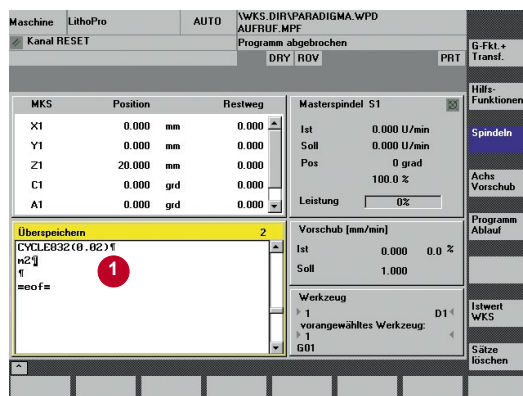 Maschine LithoPro AUTO \WKS.DIR\PARADIGMA.WPD
AUFRUF.MPF
Kanal RESET Programm abgebrochen
DRY ROV PRT
G-Fkt.+
Transf.
Hilfs-
Funktionen
Spindeln
Achs
Vorschub
Programm
Ablauf
Istwert
WKS
Sätze
löschen
MKS Position Restweg
X1 0.000 mm 0.000
Y1 0.000 mm 0.000
Z1 20.000 mm 0.000
C1 0.000 grd 0.000
A1 0.000 grd 0.000
Masterspindel S1
Ist 0.000 U/min
Soll 0.000 U/min
Pos 0 grad
100.0 %
Leistung 0%
Überspeichern 2
CYCLE832(0.02)¶
m2¶
¶
=eof=
1
Vorschub [mm/min]
Ist 0.000 0.0 %
Soll 1.000
Werkzeug
1 D1
vorangewähltes Werkzeug:
1
G01
^